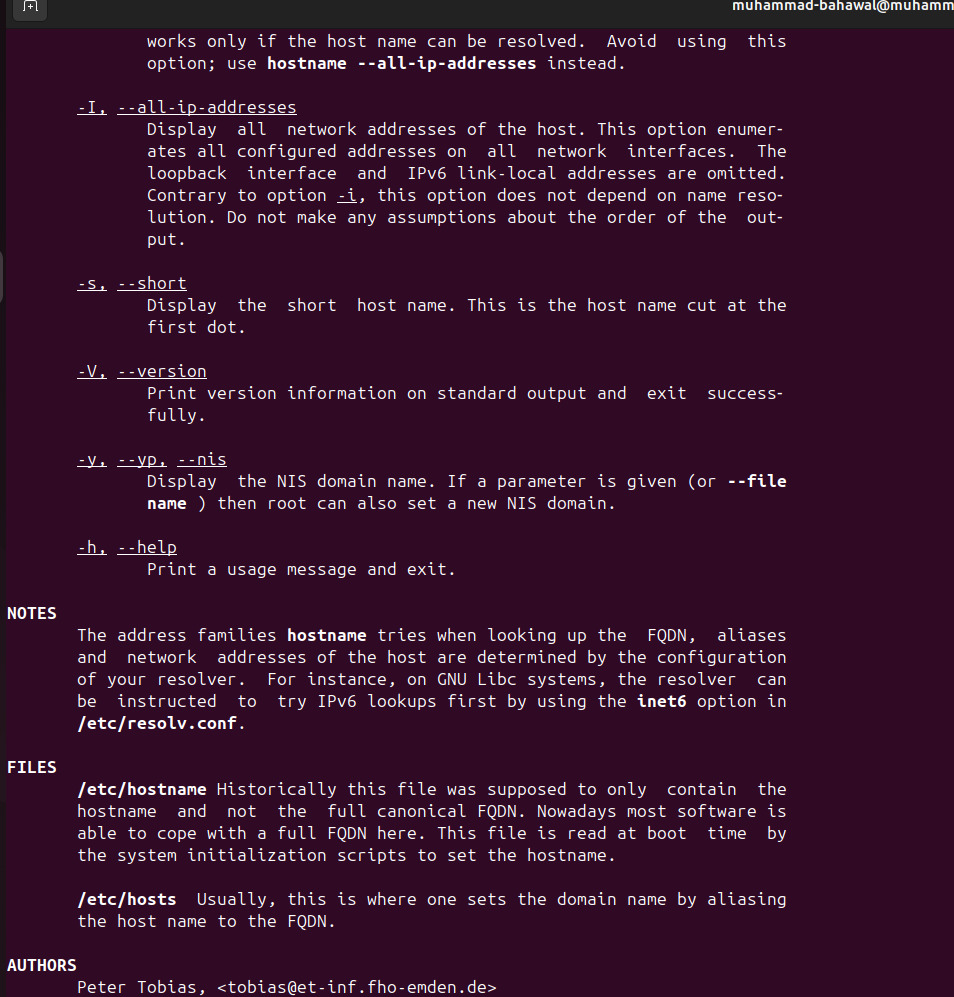 muhammad-bahawal@muhamm
works only if the host name can be resolved.  Avoid  using  this
option; use hostname --all-ip-addresses instead.
-I, --all-ip-addresses
Display  all  network addresses of the host. This option enumer-
ates all configured addresses on  all  network  interfaces.  The
loopback  interface  and  IPv6 link-local addresses are omitted.
Contrary to option -i, this option does not depend on name reso-
lution. Do not make any assumptions about the order of the  out-
put.
-s, --short
Display  the  short  host name. This is the host name cut at the
first dot.
-V, --version
Print version information on standard output and  exit  success-
fully.
-y, --yp, --nis
Display  the NIS domain name. If a parameter is given (or --file
name ) then root can also set a new NIS domain.
-h, --help
Print a usage message and exit.
NOTES
The address families hostname tries when looking up the  FQDN,  aliases
and  network  addresses of the host are determined by the configuration
of your resolver.  For instance, on GNU Libc systems, the resolver  can
be  instructed  to  try IPv6 lookups first by using the inet6 option in
/etc/resolv.conf.
FILES
/etc/hostname Historically this file was supposed to only  contain  the
hostname  and  not  the  full canonical FQDN. Nowadays most software is
able to cope with a full FQDN here. This file is read at boot  time  by
the system initialization scripts to set the hostname.
/etc/hosts  Usually, this is where one sets the domain name by aliasing
the host name to the FQDN.
AUTHORS
Peter Tobias, <tobias@et-inf.fho-emden.de>